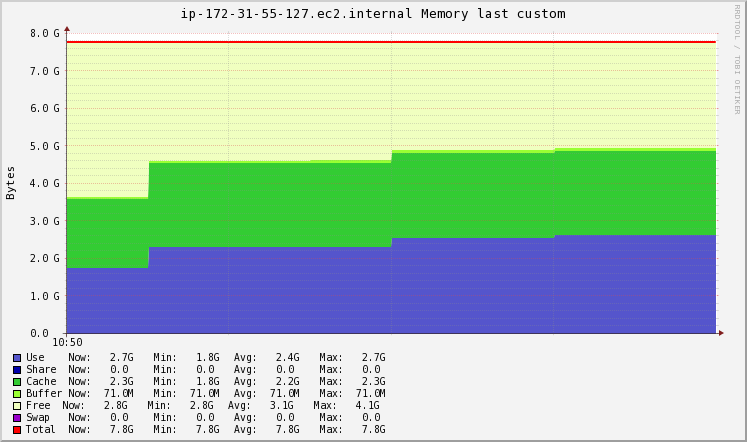 ip-172-31-55-127.ec2.internal Memory last custom
RRDTOOL / TOBI OETIKER
Bytes
8.0 G
7.0 G
6.0 G
5.0 G
4.0 G
3.0 G
2.0 G
1.0 G
0.0
10:50
Use Now: 2.7G Min: 1.8G Avg: 2.4G Max: 2.7G
Share Now: 0.0 Min: 0.0 Avg: 0.0 Max: 0.0
Cache Now: 2.3G Min: 1.8G Avg: 2.2G Max: 2.3G
Buffer Now: 71.0M Min: 71.0M Avg: 71.0M Max: 71.0M
Free Now: 2.8G Min: 2.8G Avg: 3.1G Max: 4.1G
Swap Now: 0.0 Min: 0.0 Avg: 0.0 Max: 0.0
Total Now: 7.8G Min: 7.8G Avg: 7.8G Max: 7.8G